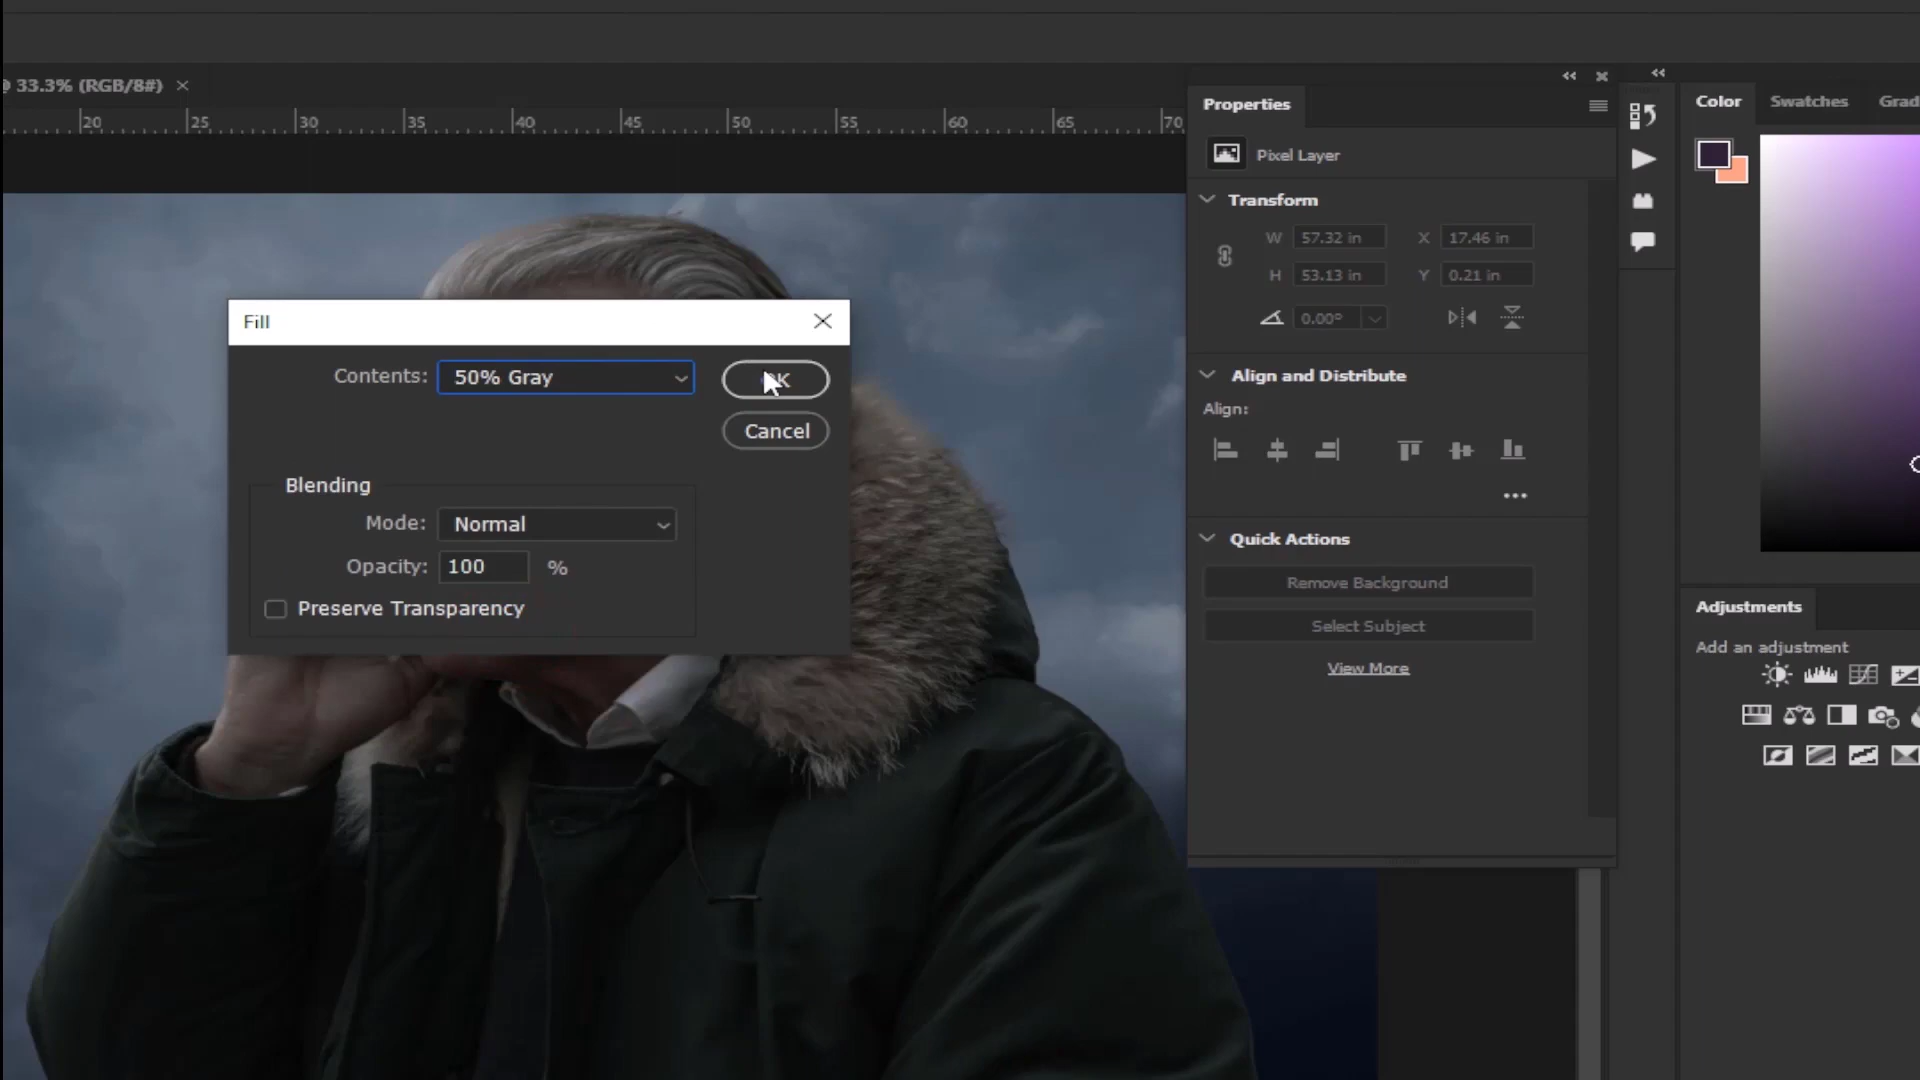 @ 33.3% (RGB/8#)
20 25 30 35 40 45 50 55 60 65 70
Properties
Pixel Layer
Transform
W 57.32 in X 17.46 in
H 53.13 in Y 0.21 in
0.00°
Align and Distribute
Align:
Quick Actions
Remove Background
Select Subject
View More
Color Swatches Grad
Adjustments
Add an adjustment
Fill
Contents: 50% Gray
OK
Cancel
Blending
Mode: Normal
Opacity: 100 %
Preserve Transparency